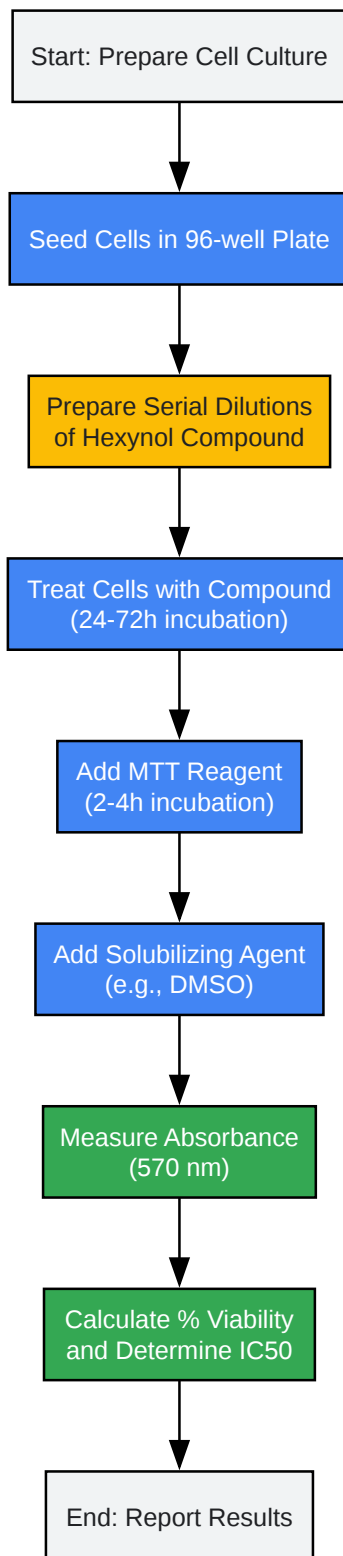 Start: Prepare Cell Culture
Seed Cells in 96-well Plate
Prepare Serial Dilutions
of Hexynol Compound
Treat Cells with Compound
(24-72h incubation)
Add MTT Reagent
(2-4h incubation)
Add Solubilizing Agent
(e.g., DMSO)
Measure Absorbance
(570 nm)
Calculate % Viability
and Determine IC50
End: Report Results